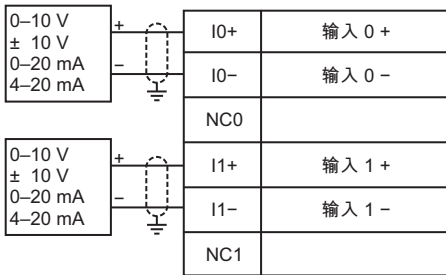 0–10 V
± 10 V
0–20 mA
4–20 mA
+
−
I0+ 输入 0 +
I0− 输入 0 −
NC0
0–10 V
± 10 V
0–20 mA
4–20 mA
+
−
I1+ 输入 1 +
I1− 输入 1 −
NC1